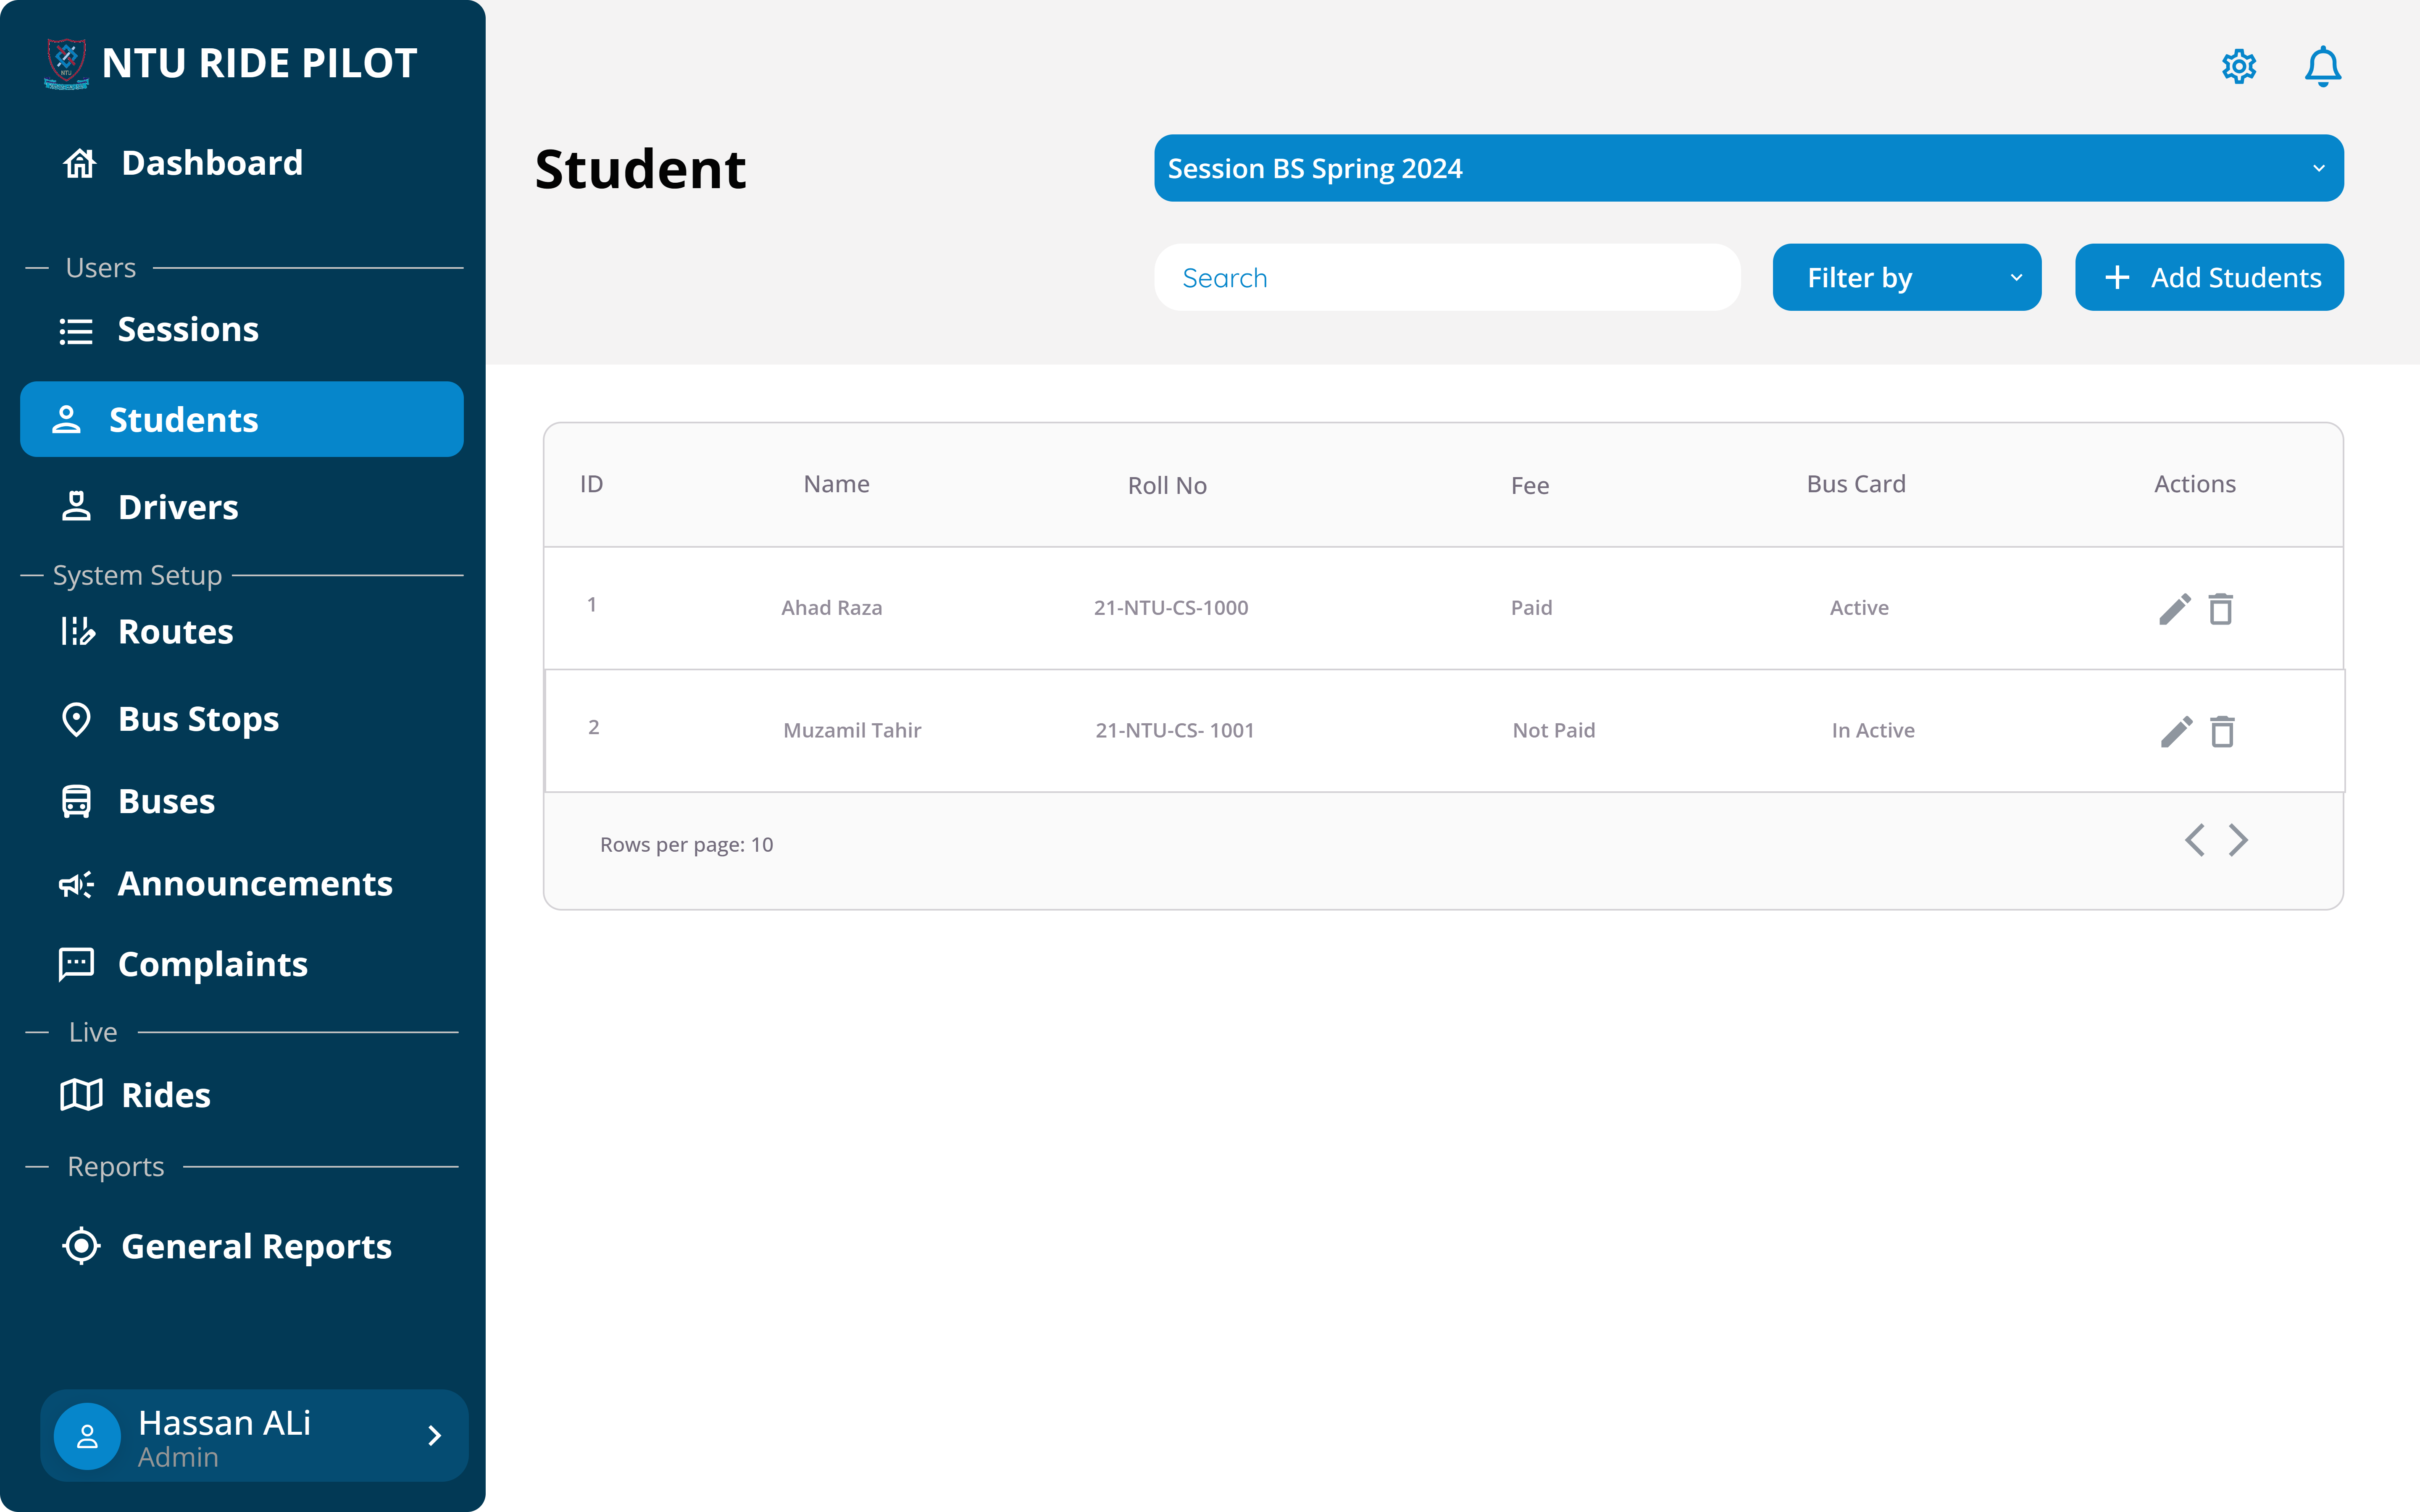 NTU
NTU RIDE PILOT
Dashboard
Users
Sessions
Students
Drivers
System Setup
Routes
Bus Stops
Buses
Announcements
Complaints
Live
Rides
Reports
General Reports
Hassan ALi
Admin
Student
Session BS Spring 2024
Search
Filter by
Add Students
ID Name Roll No Fee Bus Card Actions
1 Ahad Raza 21-NTU-CS-1000 Paid Active
2 Muzamil Tahir 21-NTU-CS- 1001 Not Paid In Active
Rows per page: 10